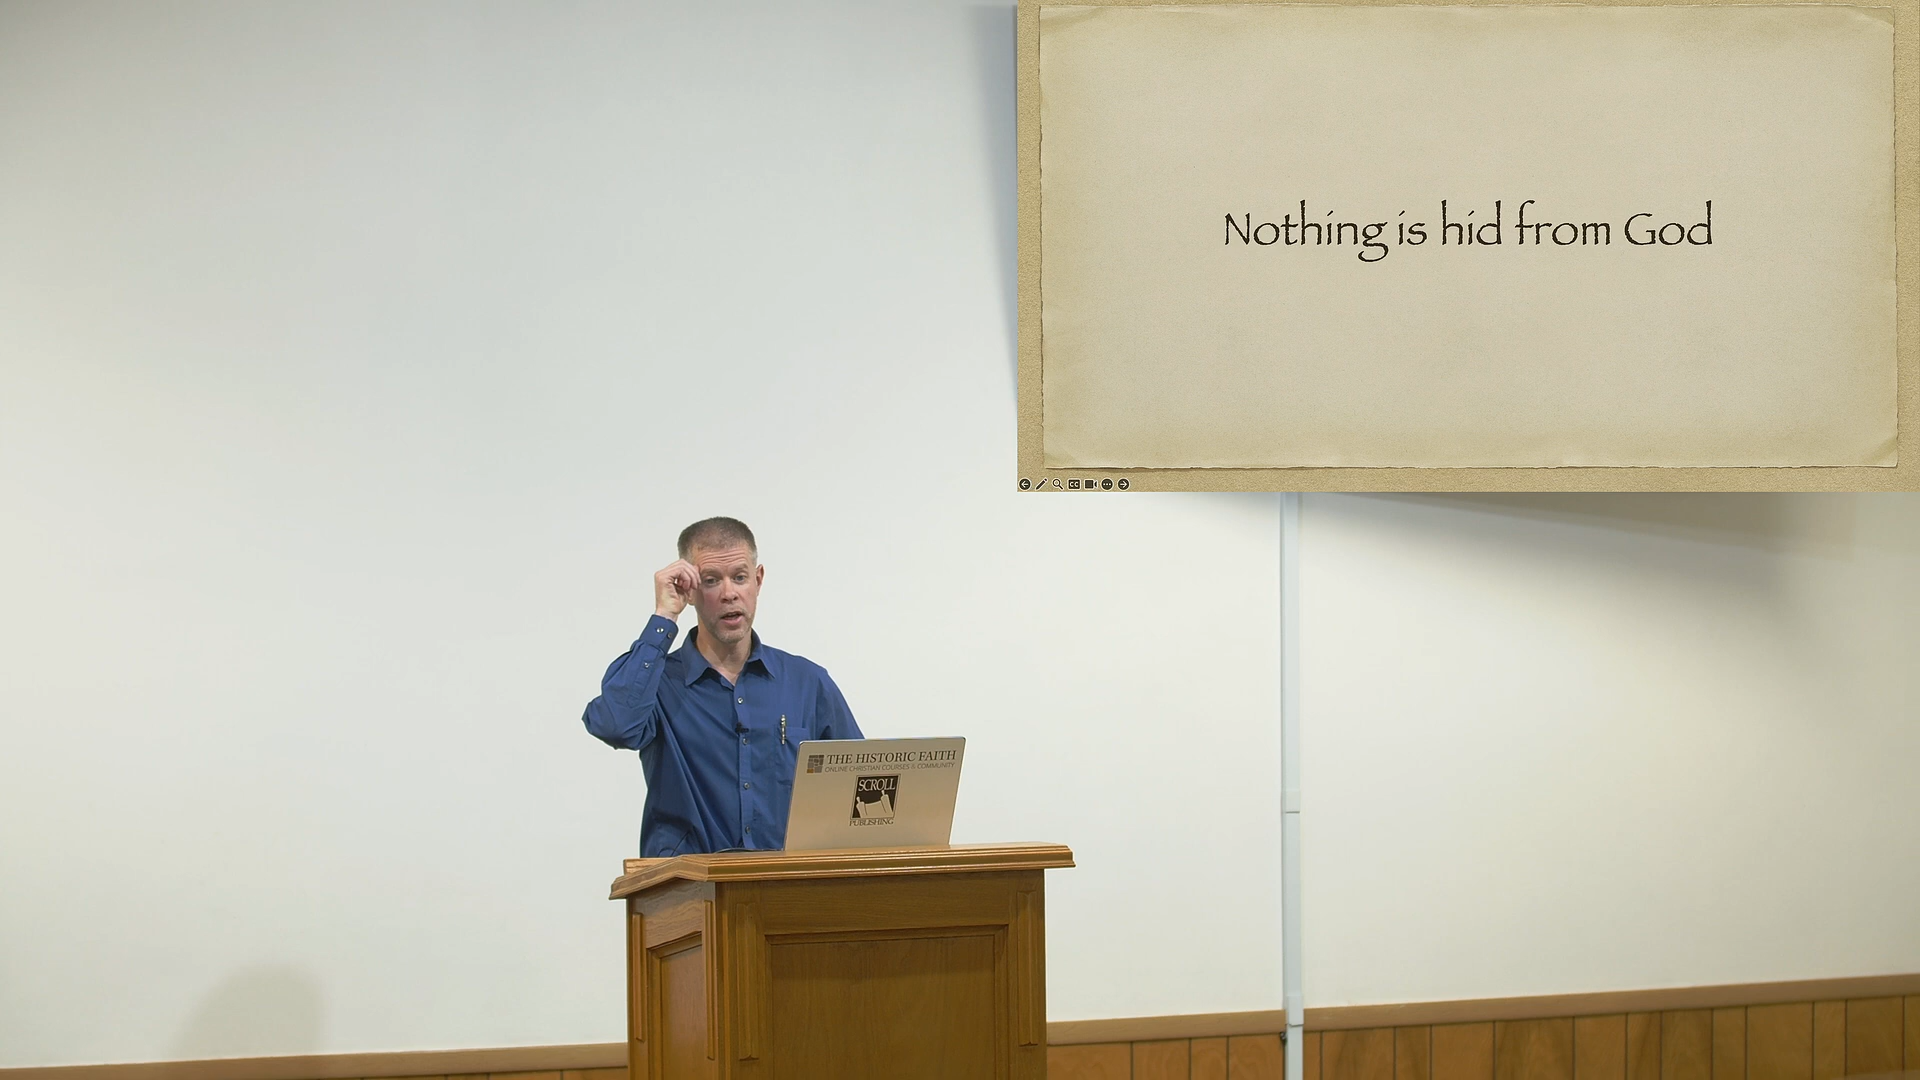 Nothing is hid from God
THE HISTORIC FAITH
ONLINE CHRISTIAN COURSES & COMMUNITY
SCROLL
PUBLISHING